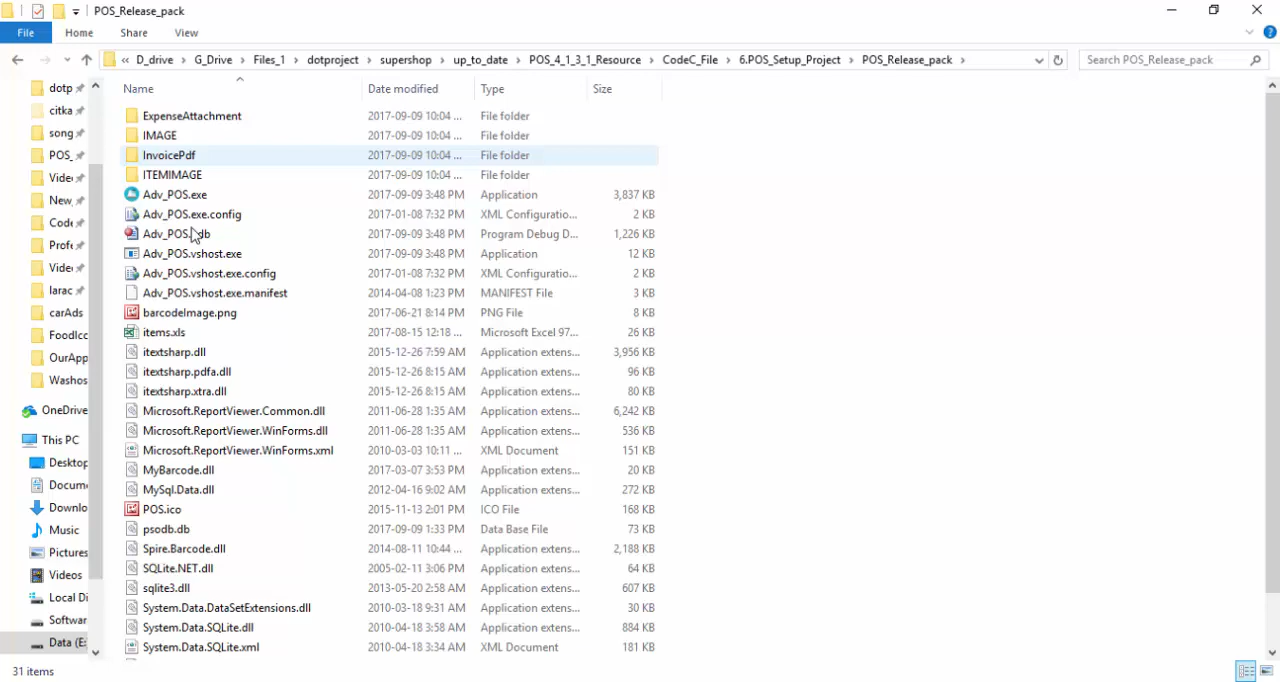 POS_Release_pack
File Home Share View
« D_drive › G_Drive › Files_1 › dotproject › supershop › up_to_date › POS_4_1_3_1_Resource › CodeC_File › 6.POS_Setup_Project › POS_Release_pack › Search POS_Release_pack
Name Date modified Type Size
dotp
citka
song
POS_
Vide
New
Code
Profe
Vide
larac
carAds
FoodIcc
OurApp
Washos
OneDrive
This PC
Desktop
Docum
Downlo
Music
Pictures
Videos
Local Di
Softwar
Data (E:
ExpenseAttachment 2017-09-09 10:04 ... File folder
IMAGE 2017-09-09 10:04 ... File folder
InvoicePdf 2017-09-09 10:04 ... File folder
ITEMIMAGE 2017-09-09 10:04 ... File folder
Adv_POS.exe 2017-09-09 3:48 PM Application 3,837 KB
Adv_POS.exe.config 2017-01-08 7:32 PM XML Configuratio... 2 KB
Adv_POS. db 2017-09-09 3:48 PM Program Debug D... 1,226 KB
Adv_POS.vshost.exe 2017-09-09 3:48 PM Application 12 KB
Adv_POS.vshost.exe.config 2017-01-08 7:32 PM XML Configuratio... 2 KB
Adv_POS.vshost.exe.manifest 2014-04-08 1:23 PM MANIFEST File 3 KB
barcodeImage.png 2017-06-21 8:14 PM PNG File 8 KB
items.xls 2017-08-15 12:18 ... Microsoft Excel 97... 26 KB
itextsharp.dll 2015-12-26 7:59 AM Application extens... 3,956 KB
itextsharp.pdfa.dll 2015-12-26 8:15 AM Application extens... 96 KB
itextsharp.xtra.dll 2015-12-26 8:15 AM Application extens... 80 KB
Microsoft.ReportViewer.Common.dll 2011-06-28 1:35 AM Application extens... 6,242 KB
Microsoft.ReportViewer.WinForms.dll 2011-06-28 1:35 AM Application extens... 536 KB
Microsoft.ReportViewer.WinForms.xml 2010-03-03 10:11 ... XML Document 151 KB
MyBarcode.dll 2017-03-07 3:53 PM Application extens... 20 KB
MySql.Data.dll 2012-04-16 9:02 AM Application extens... 272 KB
POS.ico 2015-11-13 2:01 PM ICO File 168 KB
psodb.db 2017-09-09 1:33 PM Data Base File 73 KB
Spire.Barcode.dll 2014-08-11 10:44 ... Application extens... 2,188 KB
SQLite.NET.dll 2005-02-11 3:06 PM Application extens... 64 KB
sqlite3.dll 2013-05-20 2:58 AM Application extens... 607 KB
System.Data.DataSetExtensions.dll 2010-03-18 9:31 AM Application extens... 30 KB
System.Data.SQLite.dll 2010-04-18 3:58 AM Application extens... 884 KB
System.Data.SQLite.xml 2010-04-18 3:34 AM XML Document 181 KB
31 items